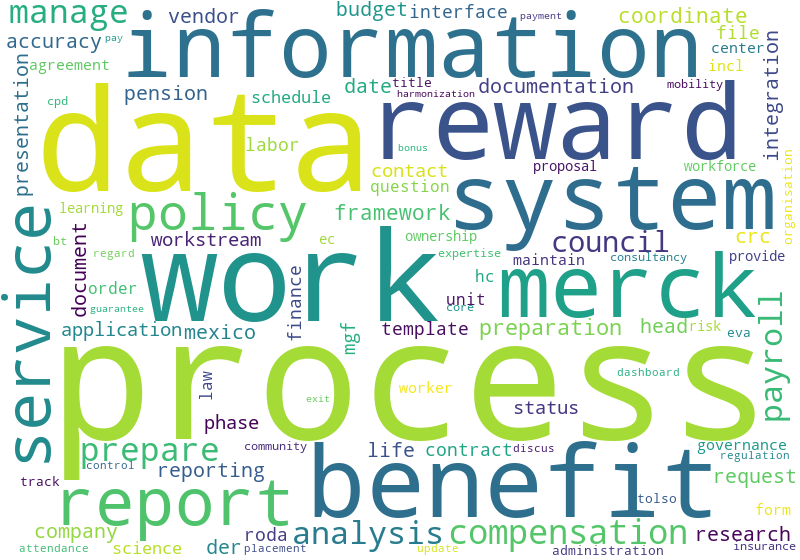 manage
vendor
budget
interface
payment
coordinate
file
accuracy
pay
information
center
agreement
incl
cpd
pension
schedule
date
title
harmonization
documentation
mobility
integration
presentation
data
labor
bonus
reward
contact
question
proposal
workforce
organisation
learning
policy
framework
system
bt
regard
document
workstream
ec
ownership
expertise
council
maintain
consultancy
crc
provide
service
order
guarantee
work
finance
hc
unit
core
merck
application
mexico
mgf
template
preparation
head
risk
eva
payroll
process
law
exit
worker
dashboard
phase
status
prepare
control
reporting
community
life
contract
discus
governance
regulation
track
report
benefit
tolso
request
form
company
attendance
science
der
roda
placement
analysis
update
compensation
administration
research
insurance